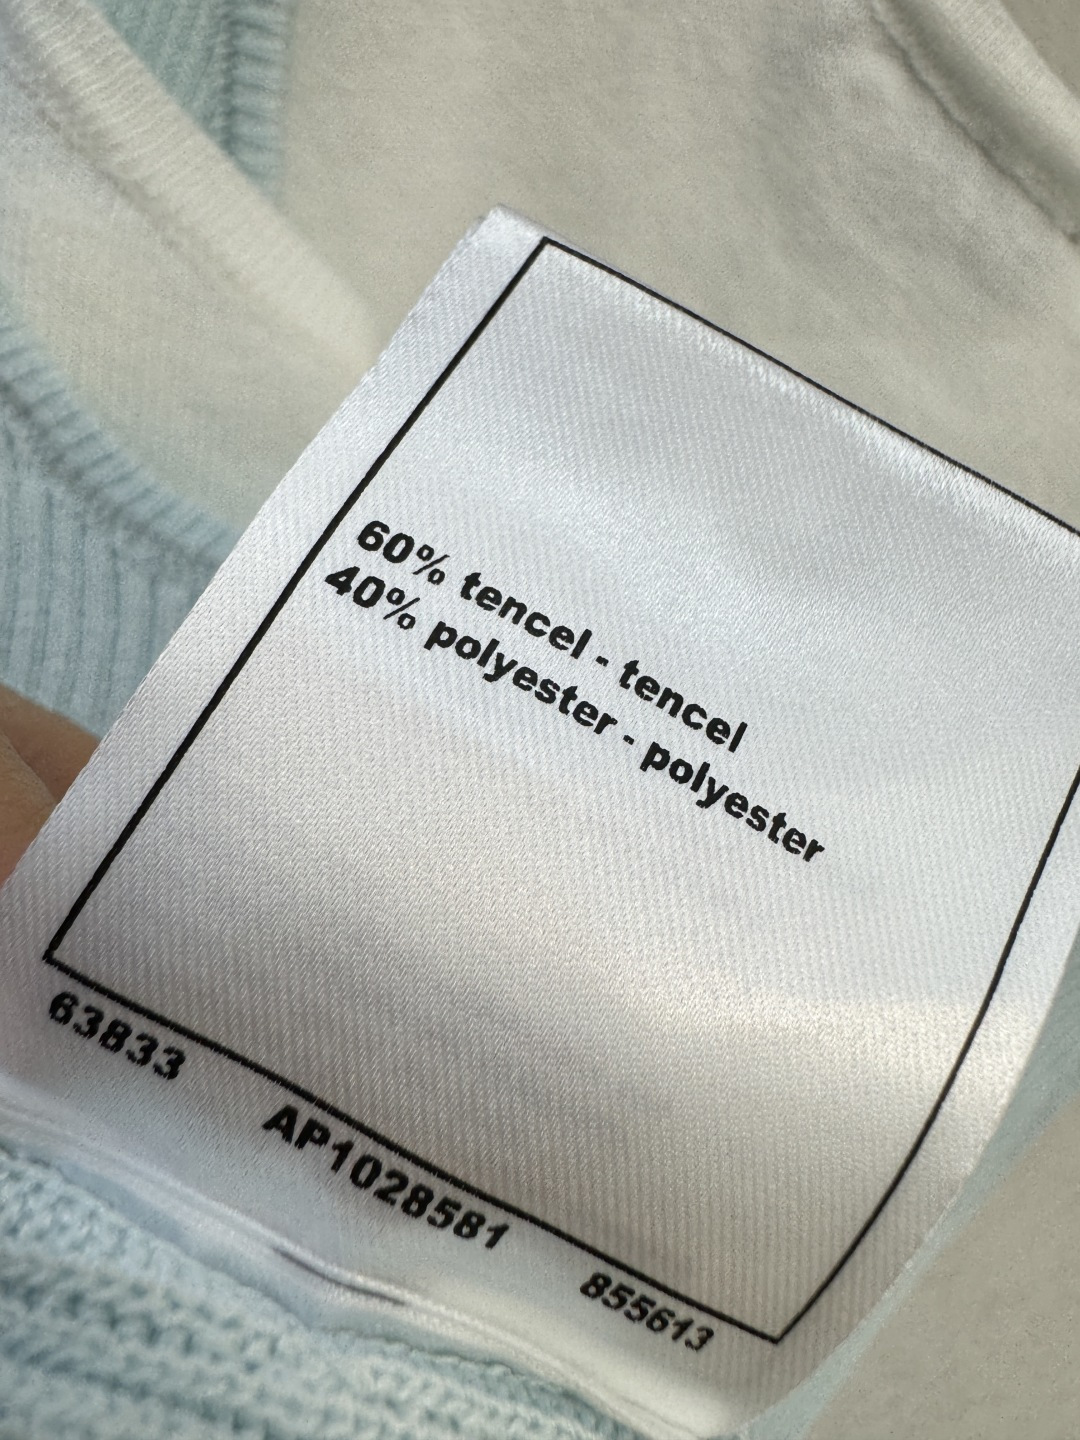 60% tencel - tencel
40% polyester - polyester
63833
AP1028581
855613